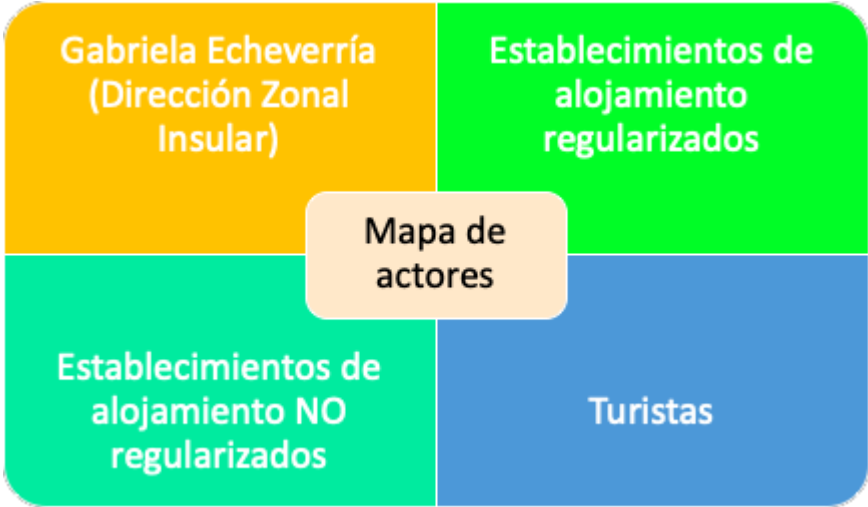 Gabriela Echeverría
(Dirección Zonal
Insular)
Establecimientos de
alojamiento
regularizados
Mapa de
actores
Establecimientos de
alojamiento NO
regularizados
Turistas